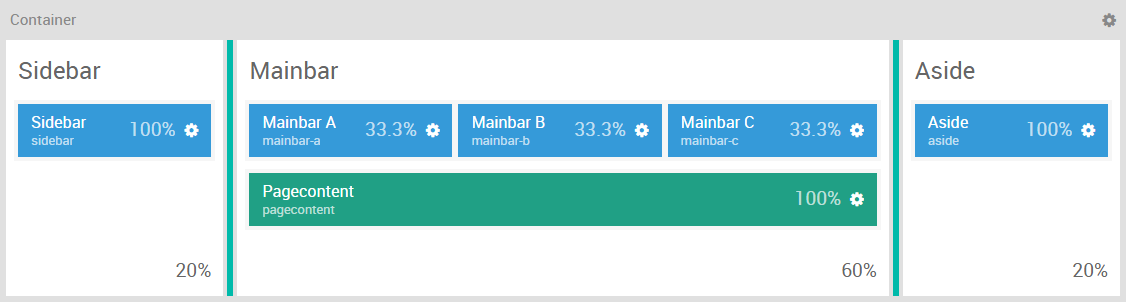 Container
Sidebar
Sidebar 100%
sidebar
20%
Mainbar
Mainbar A 33.3%
mainbar-a
Mainbar B 33.3%
mainbar-b
Mainbar C 33.3%
mainbar-c
Pagecontent 100%
pagecontent
60%
Aside
Aside 100%
aside
20%